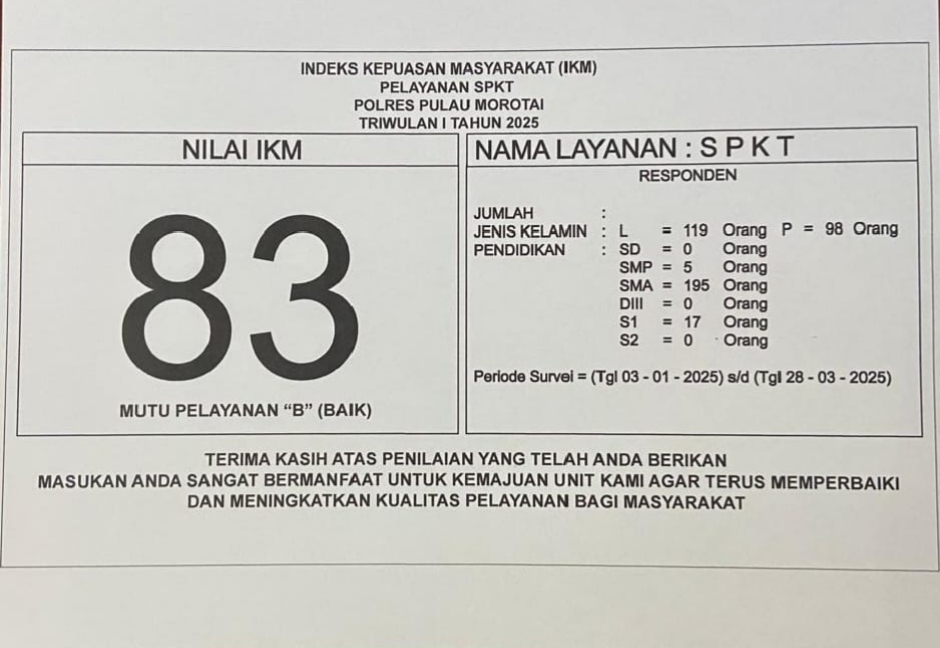 INDEKS KEPUASAN MASYARAKAT (IKM)
PELAYANAN SPKT
POLRES PULAU MOROTAI
TRIWULAN I TAHUN 2025
NILAI IKM
83
MUTU PELAYANAN “B” (BAIK)
NAMA LAYANAN : S P K T
RESPONDEN
JUMLAH :
JENIS KELAMIN : L = 119 Orang P = 98 Orang
PENDIDIKAN : SD = 0 Orang
SMP = 5 Orang
SMA = 195 Orang
DIII = 0 Orang
S1 = 17 Orang
S2 = 0 Orang
Periode Survei = (Tgl 03 - 01 - 2025) s/d (Tgl 28 - 03 - 2025)
TERIMA KASIH ATAS PENILAIAN YANG TELAH ANDA BERIKAN
MASUKAN ANDA SANGAT BERMANFAAT UNTUK KEMAJUAN UNIT KAMI AGAR TERUS MEMPERBAIKI
DAN MENINGKATKAN KUALITAS PELAYANAN BAGI MASYARAKAT